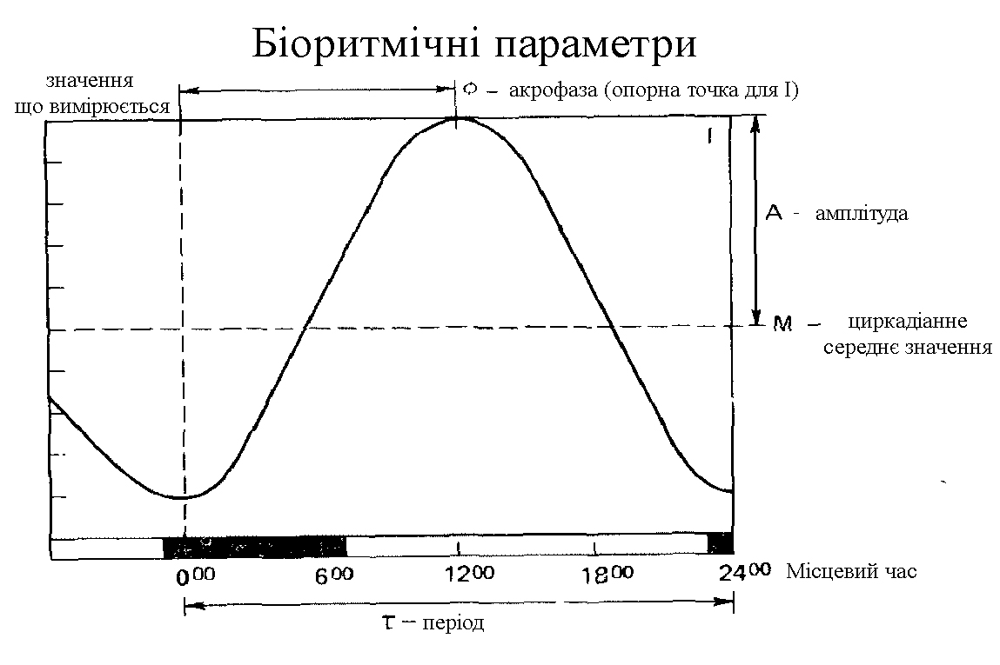 Біоритмічні параметри
значення
що вимірюється
Φ – акрофаза (опорна точка для І)
I
A - амплітуда
M – циркадіанне
середнє значення
0⁰⁰ 6⁰⁰ 12⁰⁰ 18⁰⁰ 24⁰⁰ Місцевий час
τ – період